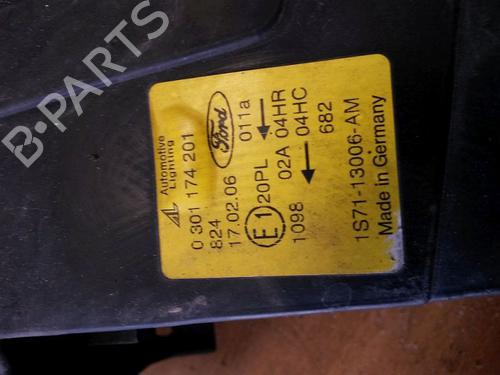 Automotive
Lighting
0 301 174 201
824
17.02.06
Ford
E1
20PL
011a
1098
02A 04HR
04HC
682
1S71-13006-AM
Made in Germany
B-PARTS